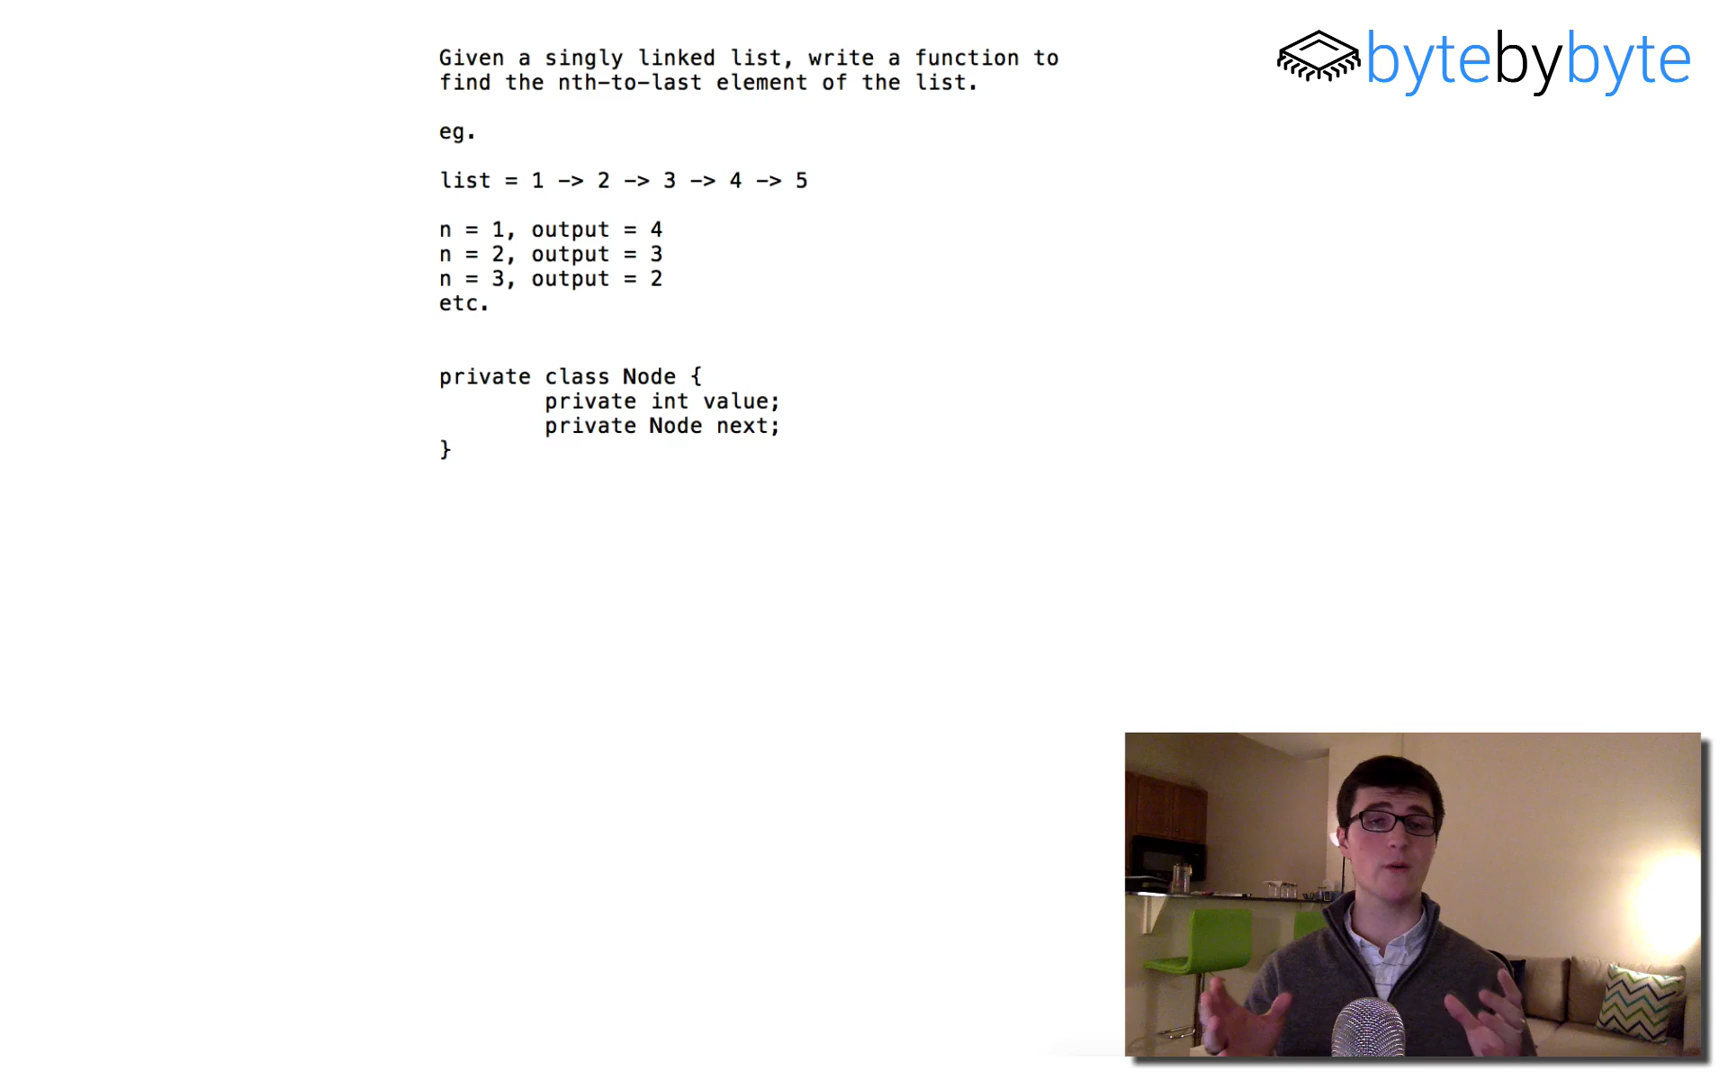 Given a singly linked list, write a function to
find the nth-to-last element of the list.
eg.
list = 1 -> 2 -> 3 -> 4 -> 5
n = 1, output = 4
n = 2, output = 3
n = 3, output = 2
etc.
private class Node {
private int value;
private Node next;
}
bytebybyte